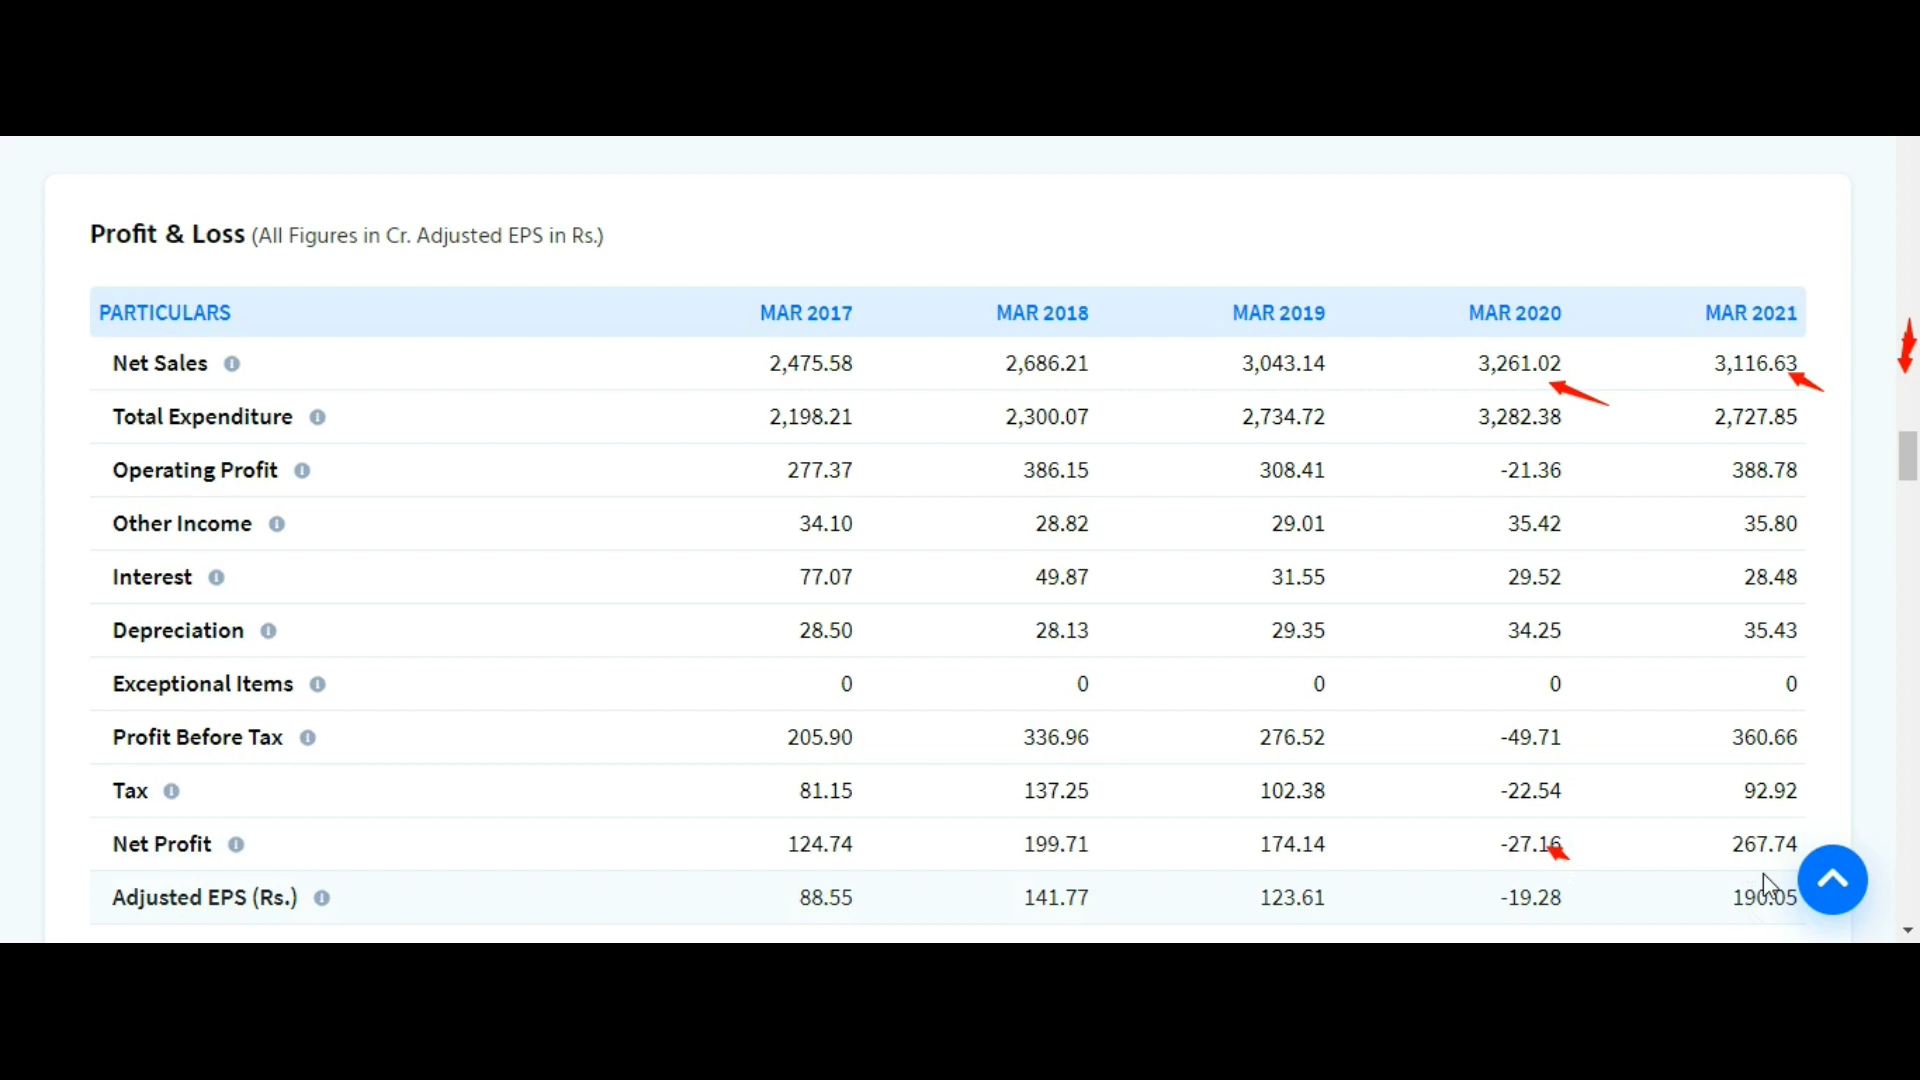 Profit & Loss (All Figures in Cr. Adjusted EPS in Rs.)
PARTICULARS MAR 2017 MAR 2018 MAR 2019 MAR 2020 MAR 2021
Net Sales 2,475.58 2,686.21 3,043.14 3,261.02 3,116.63
Total Expenditure 2,198.21 2,300.07 2,734.72 3,282.38 2,727.85
Operating Profit 277.37 386.15 308.41 -21.36 388.78
Other Income 34.10 28.82 29.01 35.42 35.80
Interest 77.07 49.87 31.55 29.52 28.48
Depreciation 28.50 28.13 29.35 34.25 35.43
Exceptional Items 0 0 0 0 0
Profit Before Tax 205.90 336.96 276.52 -49.71 360.66
Tax 81.15 137.25 102.38 -22.54 92.92
Net Profit 124.74 199.71 174.14 -27.16 267.74
Adjusted EPS (Rs.) 88.55 141.77 123.61 -19.28 190.05